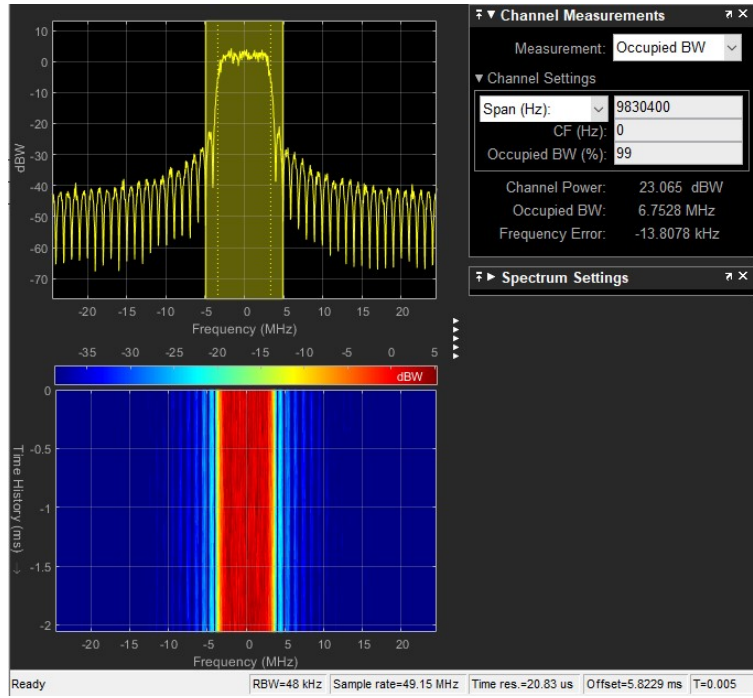 Channel Measurements
Measurement: Occupied BW
Channel Settings
Span (Hz): 9830400
CF (Hz): 0
Occupied BW (%): 99
Channel Power: 23.065 dBW
Occupied BW: 6.7528 MHz
Frequency Error: -13.8078 kHz
Spectrum Settings
10
0
-10
-20
-30
-40
-50
-60
-70
dBW
-20 -15 -10 -5 0 5 10 15 20
Frequency (MHz)
-35 -30 -25 -20 -15 -10 -5 0 5
dBW
0
-0.5
-1
-1.5
-2
Time History (ms) →
-20 -15 -10 -5 0 5 10 15 20
Frequency (MHz)
Ready RBW=48 kHz Sample rate=49.15 MHz Time res.=20.83 us Offset=5.8229 ms T=0.005